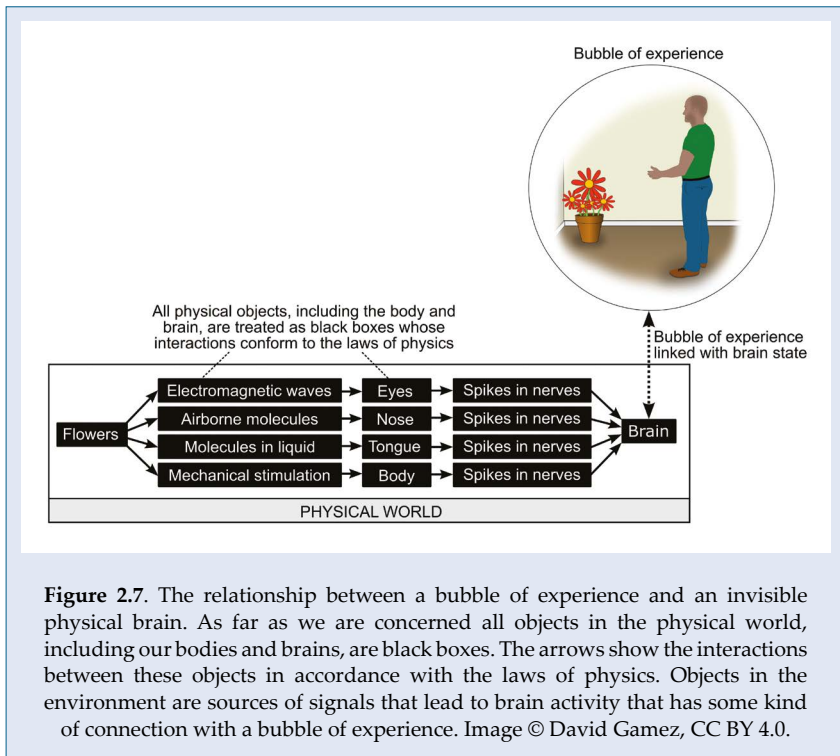 Bubble of experience
All physical objects, including the body and
brain, are treated as black boxes whose
interactions conform to the laws of physics
Bubble of experience
linked with brain state
Flowers
Electromagnetic waves
Eyes
Spikes in nerves
Airborne molecules
Nose
Spikes in nerves
Molecules in liquid
Tongue
Spikes in nerves
Mechanical stimulation
Body
Spikes in nerves
Brain
PHYSICAL WORLD
Figure 2.7. The relationship between a bubble of experience and an invisible
physical brain. As far as we are concerned all objects in the physical world,
including our bodies and brains, are black boxes. The arrows show the interactions
between these objects in accordance with the laws of physics. Objects in the
environment are sources of signals that lead to brain activity that has some kind
of connection with a bubble of experience. Image © David Gamez, CC BY 4.0.